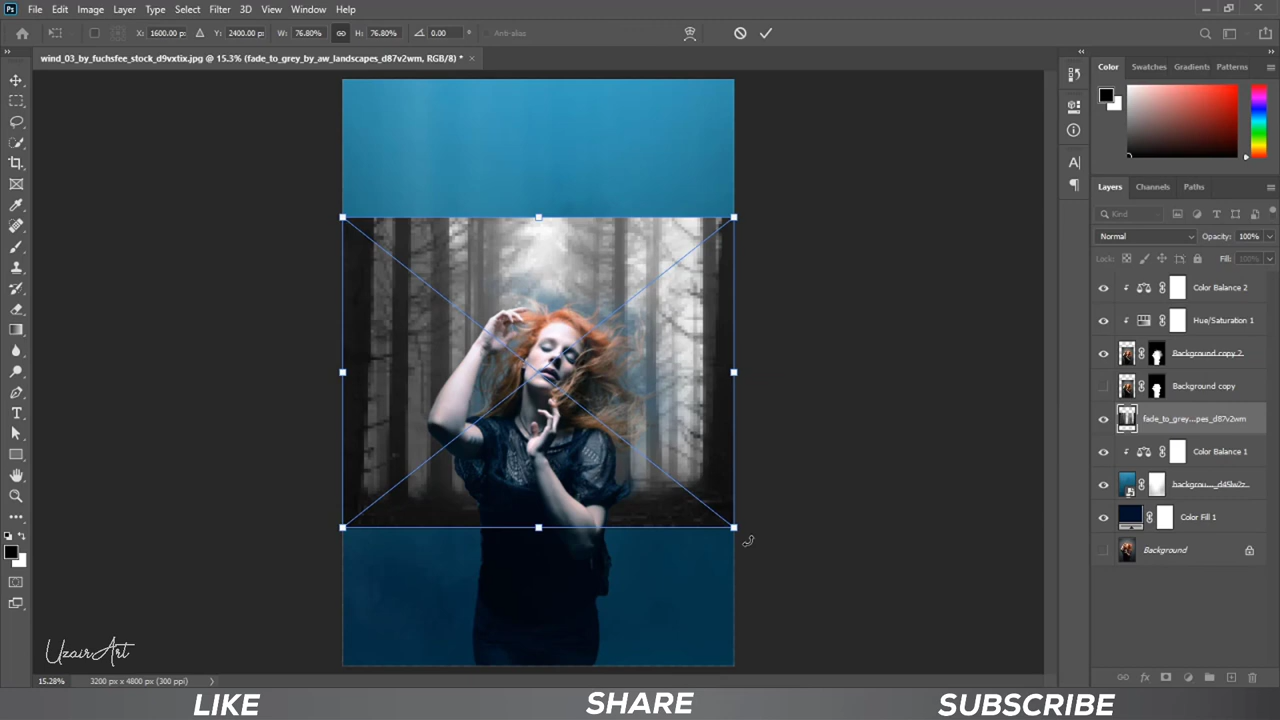 Ps File Edit Image Layer Type Select Filter 3D View Window Help
X: 1600.00 px Y: 2400.00 px W: 76.80% H: 76.80% 0.00 ° Anti-alias
wind_03_by_fuchsfee_stock_d9vxtix.jpg @ 15.3% (fade_to_grey_by_aw_landscapes_d87v2wm, RGB/8) * ×
Color Swatches Gradients Patterns
Layers Channels Paths
Kind
Normal Opacity: 100%
Lock: Fill: 100%
Color Balance 2
Hue/Saturation 1
Background copy 2
Background copy
fade_to_grey...pes_d87v2wm
Color Balance 1
backgrou..._d45lw2z
Color Fill 1
Background
UzairArt
15.28% 3200 px x 4800 px (300 ppi)
LIKE SHARE SUBSCRIBE